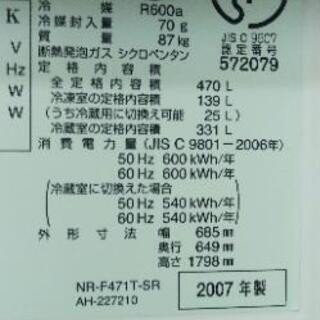 K
V
Hz
W
W
冷 媒 R600a
冷媒封入量 70 g
質 量 87 kg
断熱発泡ガス シクロペンタン
JIS C 9607
認定番号
572079
定格内容積
全定格内容積 470 L
冷凍室の定格内容積 139 L
(うち冷蔵用に切換え可能 25 L)
冷蔵室の定格内容積 331 L
消費電力量(JIS C 9801-2006年)
50 Hz 600 kWh/年
60 Hz 600 kWh/年
(冷蔵室に切換えた場合)
50 Hz 540 kWh/年
60 Hz 540 kWh/年
外形寸法 幅 685 mm
奥行 649 mm
高さ 1798 mm
NR-F471T-SR
AH-227210
2007年製